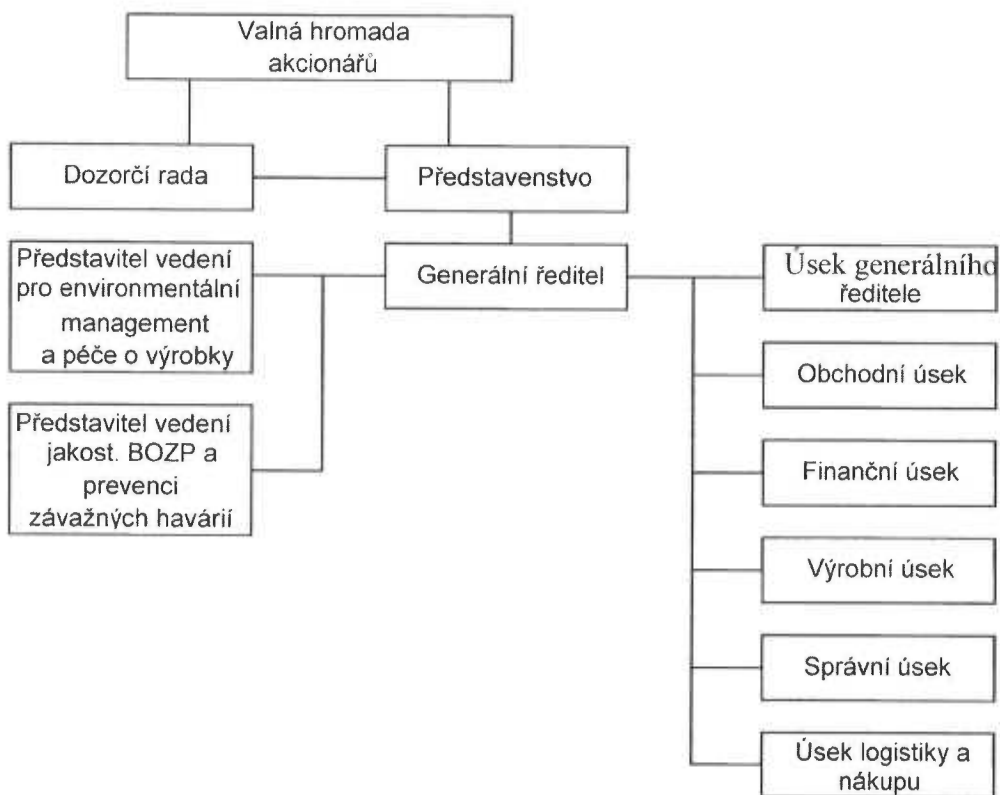 Valná hromada
akcionářů
Dozorčí rada
Představenstvo
Představitel vedení
pro environmentální
management
a péče o výrobky
Generální ředitel
Úsek generálního
ředitele
Obchodní úsek
Představitel vedení
jakost. BOZP a
prevenci
závažných havárií
Finanční úsek
Výrobní úsek
Správní úsek
Úsek logistiky a
nákupu